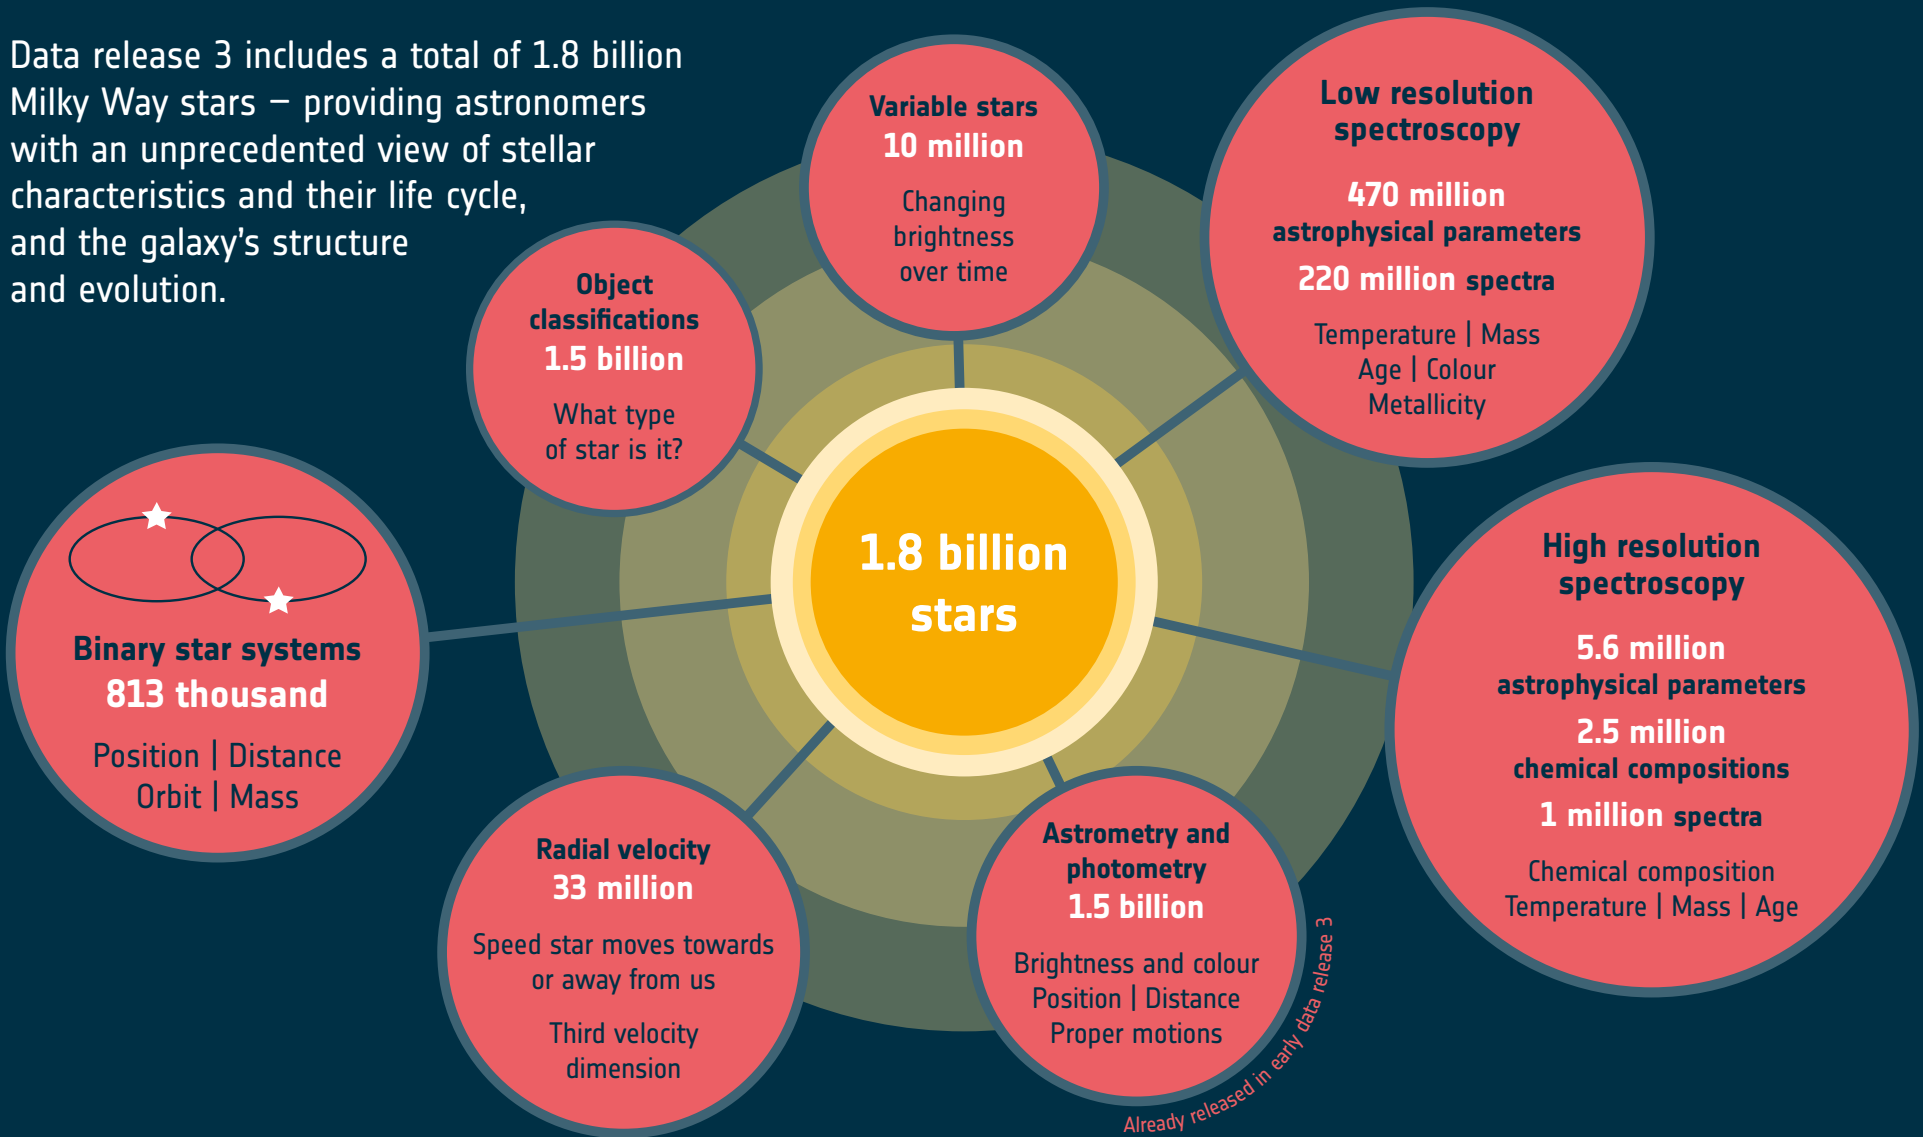 Data release 3 includes a total of 1.8 billion
Milky Way stars – providing astronomers
with an unprecedented view of stellar
characteristics and their life cycle,
and the galaxy's structure
and evolution.
Variable stars
10 million
Changing
brightness
over time
Low resolution
spectroscopy
470 million
astrophysical parameters
220 million spectra
Temperature | Mass
Age | Colour
Metallicity
Object
classifications
1.5 billion
What type
of star is it?
1.8 billion
stars
Binary star systems
813 thousand
Position | Distance
Orbit | Mass
High resolution
spectroscopy
5.6 million
astrophysical parameters
2.5 million
chemical compositions
1 million spectra
Chemical composition
Temperature | Mass | Age
Radial velocity
33 million
Speed star moves towards
or away from us
Third velocity
dimension
Astrometry and
photometry
1.5 billion
Brightness and colour
Position | Distance
Proper motions
Already released in early data release 3